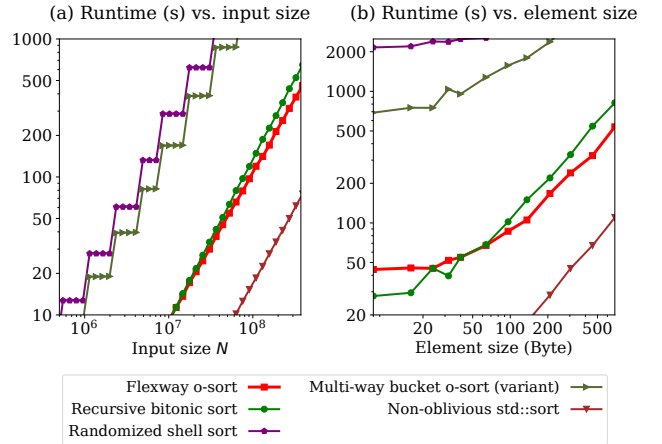 (a) Runtime (s) vs. input size
(b) Runtime (s) vs. element size
1000
500
200
100
50
20
10
10^6
10^7
10^8
Input size N
2000
1000
500
200
100
50
20
20
50
100
200
500
Element size (Byte)
Flexway o-sort
Recursive bitonic sort
Randomized shell sort
Multi-way bucket o-sort (variant)
Non-oblivious std::sort